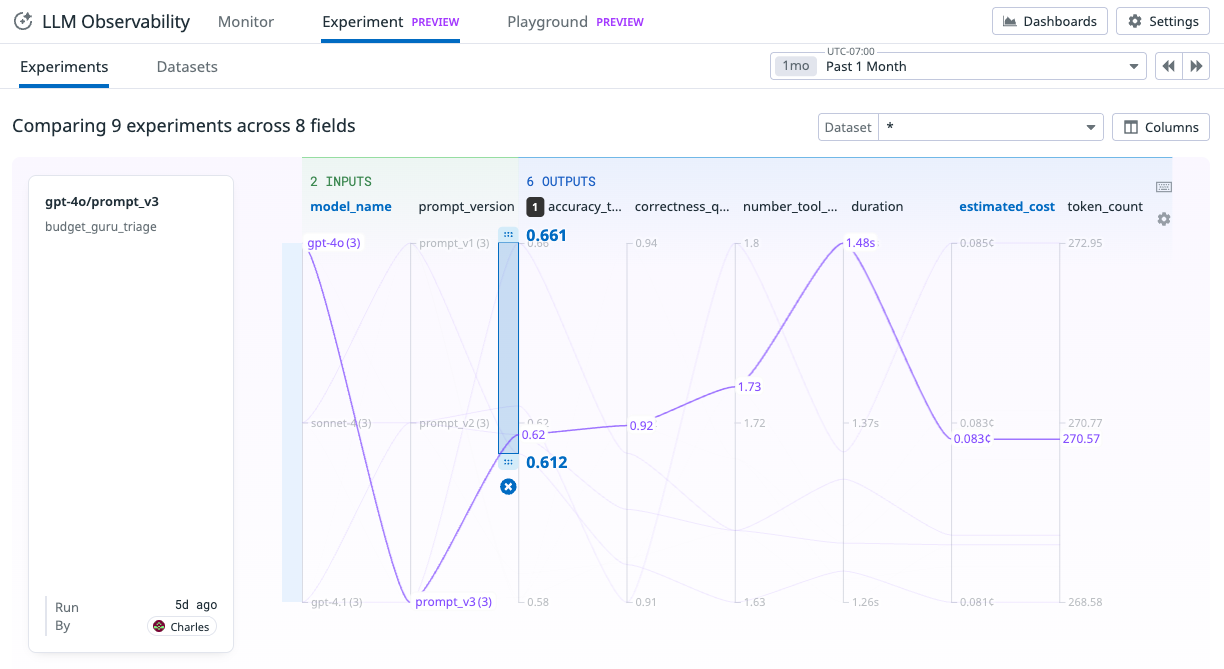 LLM Observability
Monitor
Experiment PREVIEW
Playground PREVIEW
Dashboards
Settings
Experiments
Datasets
UTC-07:00
1mo Past 1 Month
Comparing 9 experiments across 8 fields
Dataset *
Columns
gpt-4o/prompt_v3
budget_guru_triage
Run 5d ago
By Charles
2 INPUTS
6 OUTPUTS
model_name
prompt_version
1 accuracy_t...
correctness_q...
number_tool_...
duration
estimated_cost
token_count
0.661
gpt-4o (3)
prompt_v1 (3)
0.66
0.94
1.8
1.48s
0.085¢
272.95
1.73
sonnet-4 (3)
prompt_v2 (3)
0.62
0.62
0.92
1.72
1.37s
0.083¢
270.77
0.083¢
270.57
0.612
gpt-4.1 (3)
prompt_v3 (3)
0.58
0.91
1.63
1.26s
0.081¢
268.58